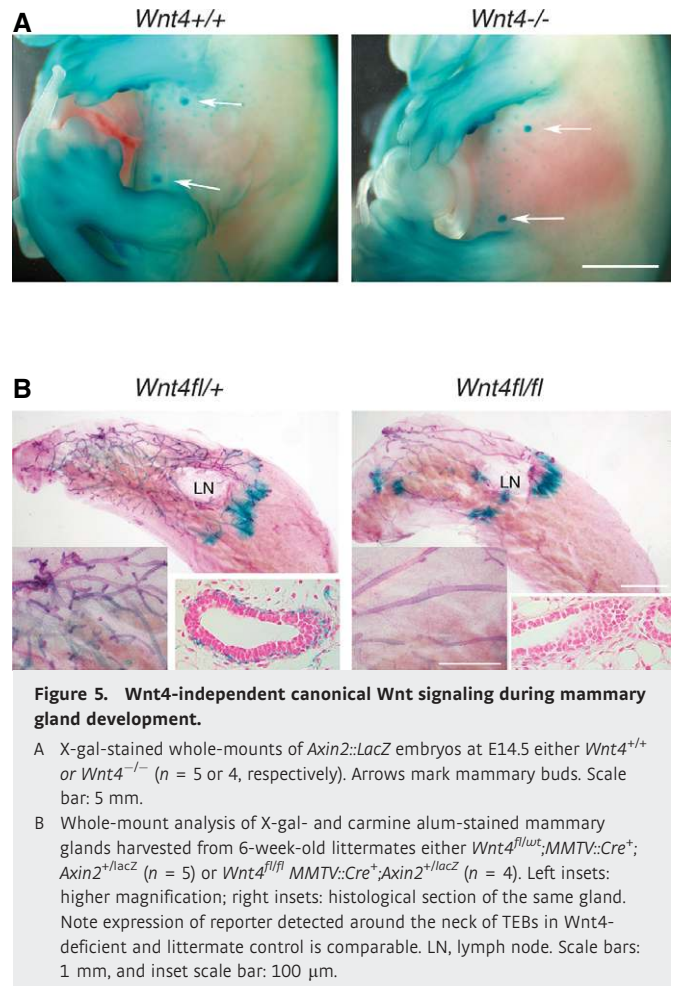 A
Wnt4+/+ Wnt4-/-
B
Wnt4fl/+ Wnt4fl/fl
LN LN
Figure 5. Wnt4-independent canonical Wnt signaling during mammary
gland development.
A X-gal-stained whole-mounts of Axin2::LacZ embryos at E14.5 either Wnt4+/+
or Wnt4−/− (n = 5 or 4, respectively). Arrows mark mammary buds. Scale
bar: 5 mm.
B Whole-mount analysis of X-gal- and carmine alum-stained mammary
glands harvested from 6-week-old littermates either Wnt4fl/wt;MMTV::Cre+;
Axin2+/lacZ (n = 5) or Wnt4fl/fl MMTV::Cre+;Axin2+/lacZ (n = 4). Left insets:
higher magnification; right insets: histological section of the same gland.
Note expression of reporter detected around the neck of TEBs in Wnt4-
deficient and littermate control is comparable. LN, lymph node. Scale bars:
1 mm, and inset scale bar: 100 μm.